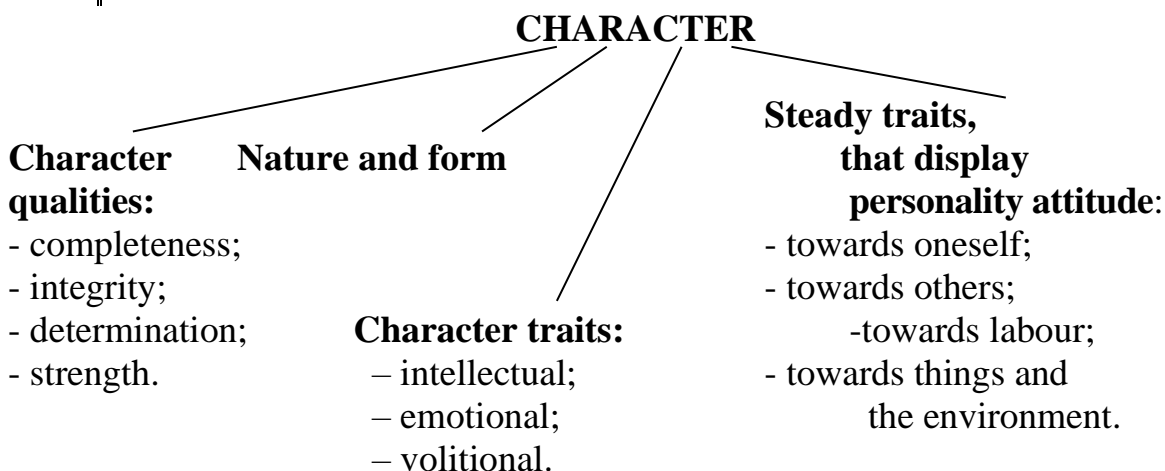 CHARACTER
Character
qualities:
- completeness;
- integrity;
- determination;
- strength.
Nature and form
Character traits:
– intellectual;
– emotional;
– volitional.
Steady traits,
that display
personality attitude:
- towards oneself;
- towards others;
-towards labour;
- towards things and
the environment.